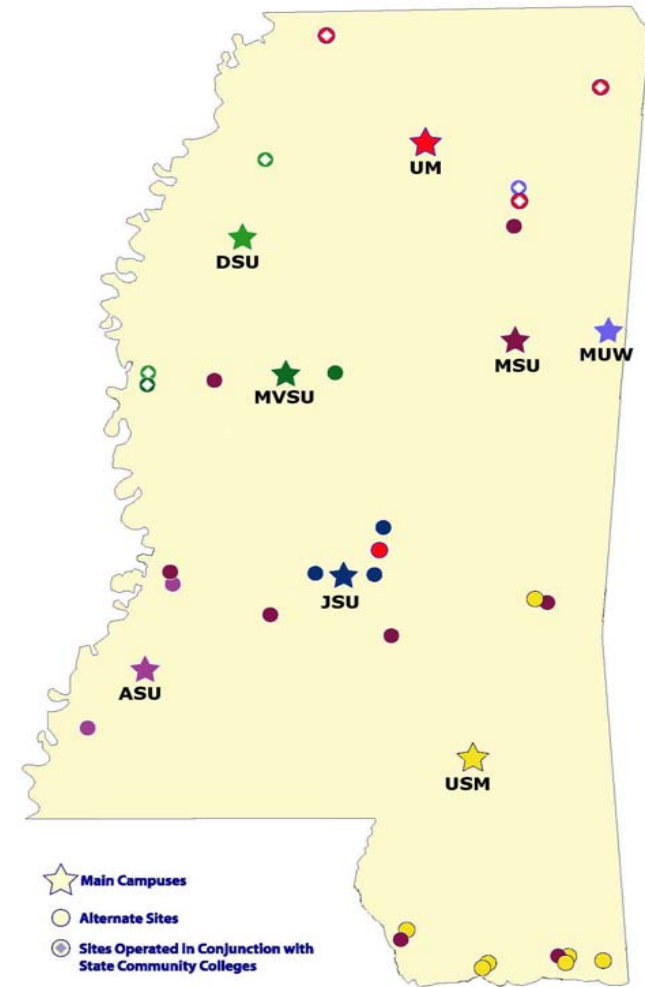 UM
DSU
MSU
MUW
MVSU
JSU
ASU
USM
Main Campuses
Alternate Sites
Sites Operated in Conjunction with
State Community Colleges